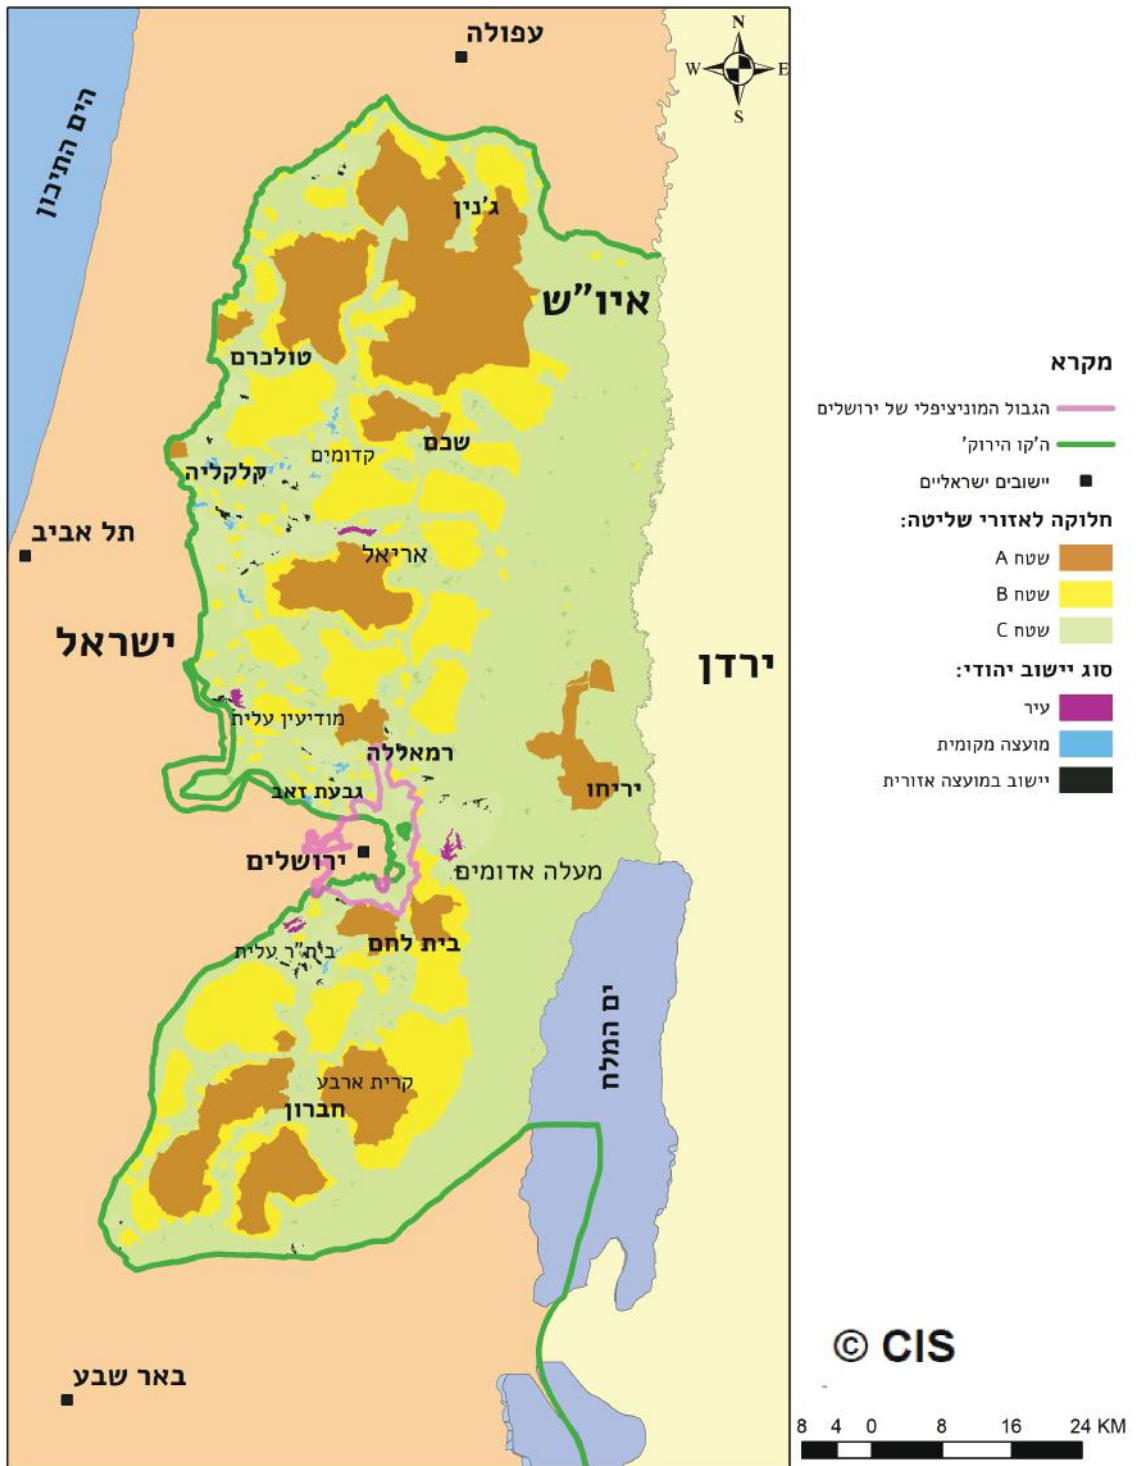 עפולה
N
W E
S
הים התיכון
ג'נין
איו"ש
טולכרם
שכם
קדומים
קלקליה
תל אביב
אריאל
ישראל
ירדן
מודיעין עלית
רמאללה
גבעת זאב
יריחו
ירושלים
מעלה אדומים
בית לחם
בית"ר עלית
ים המלח
קרית ארבע
חברון
באר שבע
מקרא
הגבול המוניציפלי של ירושלים
ה'קו הירוק'
יישובים ישראליים
חלוקה לאזורי שליטה:
שטח A
שטח B
שטח C
סוג יישוב יהודי:
עיר
מועצה מקומית
יישוב במועצה אזורית
© CIS
8 4 0 8 16 24 KM